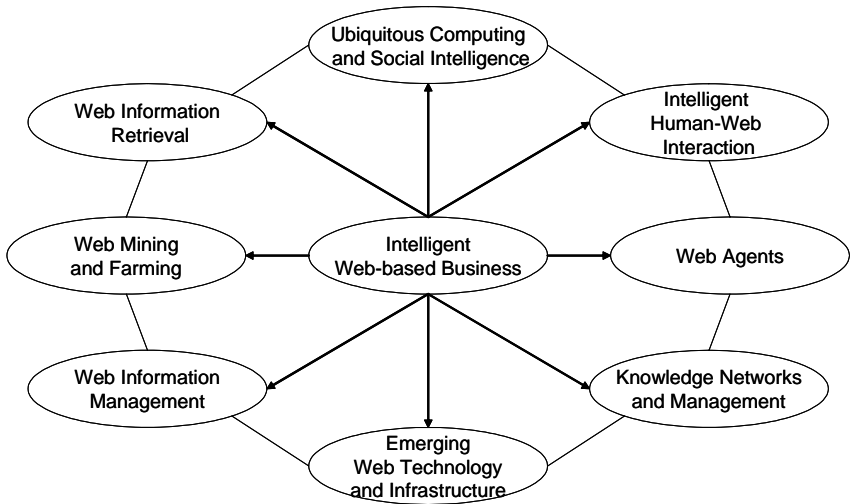 Ubiquitous Computing
and Social Intelligence
Web Information
Retrieval
Intelligent
Human-Web
Interaction
Web Mining
and Farming
Intelligent
Web-based Business
Web Agents
Web Information
Management
Knowledge Networks
and Management
Emerging
Web Technology
and Infrastructure